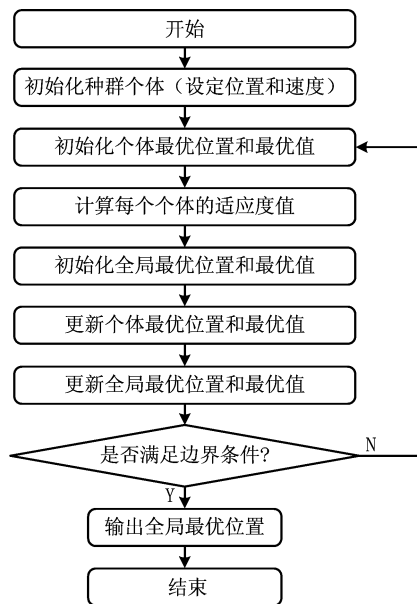 开始
初始化种群个体（设定位置和速度）
初始化个体最优位置和最优值
计算每个个体的适应度值
初始化全局最优位置和最优值
更新个体最优位置和最优值
更新全局最优位置和最优值
是否满足边界条件?
N
Y
输出全局最优位置
结束